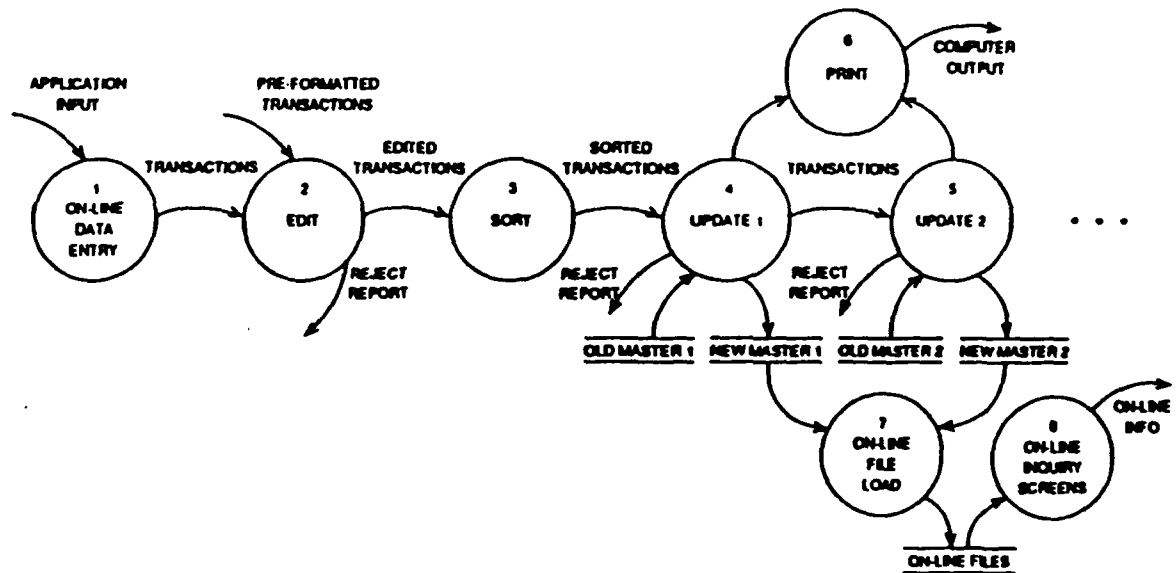 6
PRINT
COMPUTER
OUTPUT
APPLICATION
INPUT
PRE-FORMATTED
TRANSACTIONS
TRANSACTIONS
EDITED
TRANSACTIONS
SORTED
TRANSACTIONS
TRANSACTIONS
1
ON-LINE
DATA
ENTRY
2
EDIT
3
SORT
4
UPDATE 1
5
UPDATE 2
• • •
REJECT
REPORT
REJECT
REPORT
REJECT
REPORT
OLD MASTER 1
NEW MASTER 1
OLD MASTER 2
NEW MASTER 2
7
ON-LINE
FILE
LOAD
8
ON-LINE
INQUIRY
SCREENS
ON-LINE
INFO
ON-LINE FILES